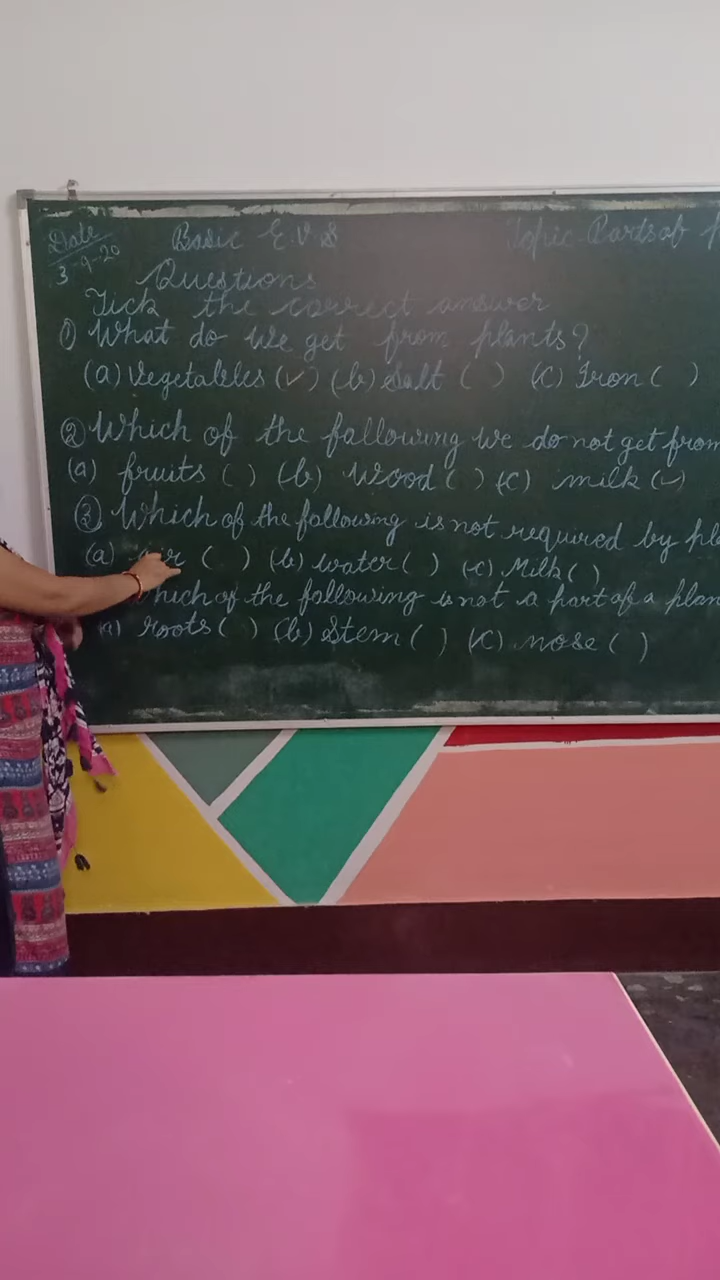 Date Basic E.V.S Topic-Parts of p
3-9-20
Questions
Tick the correct answer
① What do we get from plants?
(a) Vegetables (✓) (b) Salt ( ) (c) Iron ( )
② Which of the fallowing we do not get from
(a) fruits ( ) (b) Wood ( ) (c) milk (✓)
③ Which of the following is not required by pla
(a) air ( ) (b) water ( ) (c) Milk ( )
hich of the following is not a part of a plan
(a) roots ( ) (b) Stem ( ) (c) nose ( )